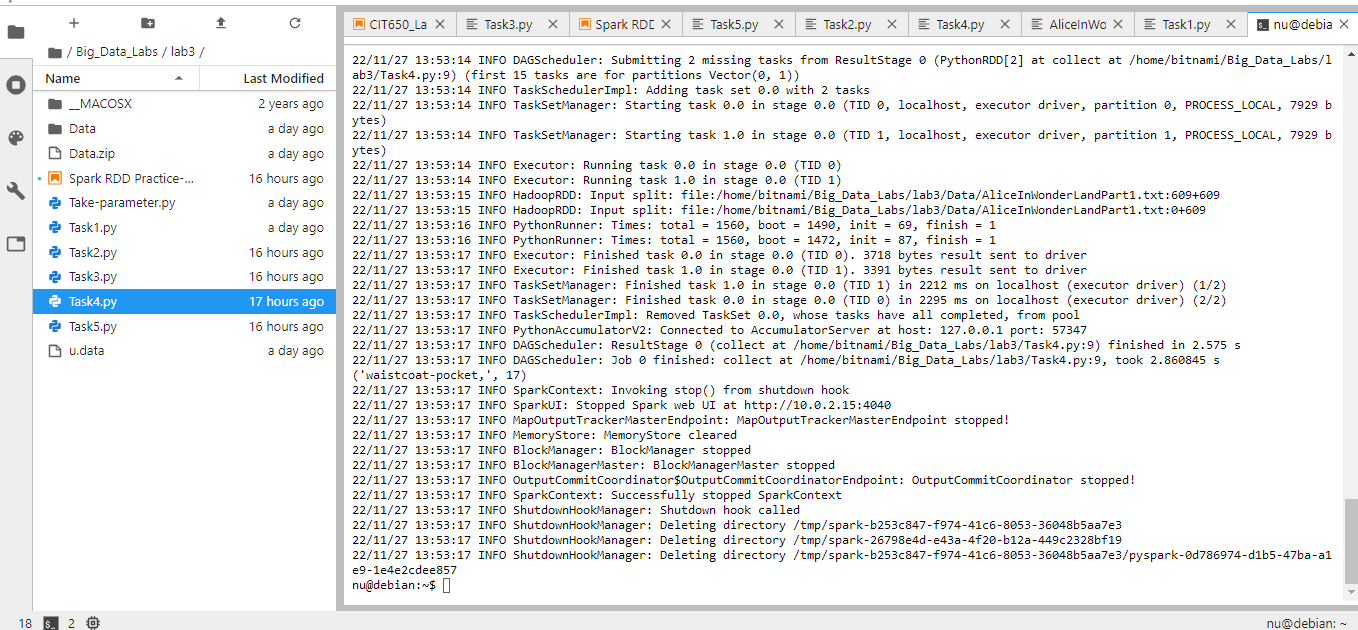 / Big_Data_Labs / lab3 /
Name Last Modified
__MACOSX 2 years ago
Data a day ago
Data.zip a day ago
Spark RDD Practice-... 16 hours ago
Take-parameter.py a day ago
Task1.py a day ago
Task2.py 16 hours ago
Task3.py 16 hours ago
Task4.py 17 hours ago
Task5.py 16 hours ago
u.data a day ago
CIT650_La Task3.py Spark RDD Task5.py Task2.py Task4.py AliceInWo Task1.py nu@debia
22/11/27 13:53:14 INFO DAGScheduler: Submitting 2 missing tasks from ResultStage 0 (PythonRDD[2] at collect at /home/bitnami/Big_Data_Labs/l
ab3/Task4.py:9) (first 15 tasks are for partitions Vector(0, 1))
22/11/27 13:53:14 INFO TaskSchedulerImpl: Adding task set 0.0 with 2 tasks
22/11/27 13:53:14 INFO TaskSetManager: Starting task 0.0 in stage 0.0 (TID 0, localhost, executor driver, partition 0, PROCESS_LOCAL, 7929 b
ytes)
22/11/27 13:53:14 INFO TaskSetManager: Starting task 1.0 in stage 0.0 (TID 1, localhost, executor driver, partition 1, PROCESS_LOCAL, 7929 b
ytes)
22/11/27 13:53:14 INFO Executor: Running task 0.0 in stage 0.0 (TID 0)
22/11/27 13:53:14 INFO Executor: Running task 1.0 in stage 0.0 (TID 1)
22/11/27 13:53:15 INFO HadoopRDD: Input split: file:/home/bitnami/Big_Data_Labs/lab3/Data/AliceInWonderLandPart1.txt:609+609
22/11/27 13:53:15 INFO HadoopRDD: Input split: file:/home/bitnami/Big_Data_Labs/lab3/Data/AliceInWonderLandPart1.txt:0+609
22/11/27 13:53:16 INFO PythonRunner: Times: total = 1560, boot = 1490, init = 69, finish = 1
22/11/27 13:53:16 INFO PythonRunner: Times: total = 1560, boot = 1472, init = 87, finish = 1
22/11/27 13:53:17 INFO Executor: Finished task 0.0 in stage 0.0 (TID 0). 3718 bytes result sent to driver
22/11/27 13:53:17 INFO Executor: Finished task 1.0 in stage 0.0 (TID 1). 3391 bytes result sent to driver
22/11/27 13:53:17 INFO TaskSetManager: Finished task 1.0 in stage 0.0 (TID 1) in 2212 ms on localhost (executor driver) (1/2)
22/11/27 13:53:17 INFO TaskSetManager: Finished task 0.0 in stage 0.0 (TID 0) in 2295 ms on localhost (executor driver) (2/2)
22/11/27 13:53:17 INFO TaskSchedulerImpl: Removed TaskSet 0.0, whose tasks have all completed, from pool
22/11/27 13:53:17 INFO PythonAccumulatorV2: Connected to AccumulatorServer at host: 127.0.0.1 port: 57347
22/11/27 13:53:17 INFO DAGScheduler: ResultStage 0 (collect at /home/bitnami/Big_Data_Labs/lab3/Task4.py:9) finished in 2.575 s
22/11/27 13:53:17 INFO DAGScheduler: Job 0 finished: collect at /home/bitnami/Big_Data_Labs/lab3/Task4.py:9, took 2.860845 s
('waistcoat-pocket,', 17)
22/11/27 13:53:17 INFO SparkContext: Invoking stop() from shutdown hook
22/11/27 13:53:17 INFO SparkUI: Stopped Spark web UI at http://10.0.2.15:4040
22/11/27 13:53:17 INFO MapOutputTrackerMasterEndpoint: MapOutputTrackerMasterEndpoint stopped!
22/11/27 13:53:17 INFO MemoryStore: MemoryStore cleared
22/11/27 13:53:17 INFO BlockManager: BlockManager stopped
22/11/27 13:53:17 INFO BlockManagerMaster: BlockManagerMaster stopped
22/11/27 13:53:17 INFO OutputCommitCoordinator$OutputCommitCoordinatorEndpoint: OutputCommitCoordinator stopped!
22/11/27 13:53:17 INFO SparkContext: Successfully stopped SparkContext
22/11/27 13:53:17 INFO ShutdownHookManager: Shutdown hook called
22/11/27 13:53:17 INFO ShutdownHookManager: Deleting directory /tmp/spark-b253c847-f974-41c6-8053-36048b5aa7e3
22/11/27 13:53:17 INFO ShutdownHookManager: Deleting directory /tmp/spark-26798e4d-e43a-4f20-b12a-449c2328bf19
22/11/27 13:53:17 INFO ShutdownHookManager: Deleting directory /tmp/spark-b253c847-f974-41c6-8053-36048b5aa7e3/pyspark-0d786974-d1b5-47ba-a1
e9-1e4e2cdee857
nu@debian:~$
18 2 nu@debian: ~